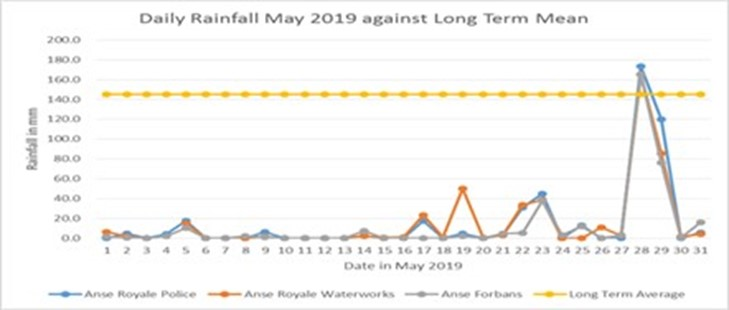 Daily Rainfall May 2019 against Long Term Mean
200.0
180.0
160.0
140.0
120.0
100.0
80.0
60.0
40.0
20.0
0.0
Rainfall in mm
1 2 3 4 5 6 7 8 9 10 11 12 13 14 15 16 17 18 19 20 21 22 23 24 25 26 27 28 29 30 31
Date in May 2019
Anse Royale Police Anse Royale Waterworks Anse Forbans Long Term Average